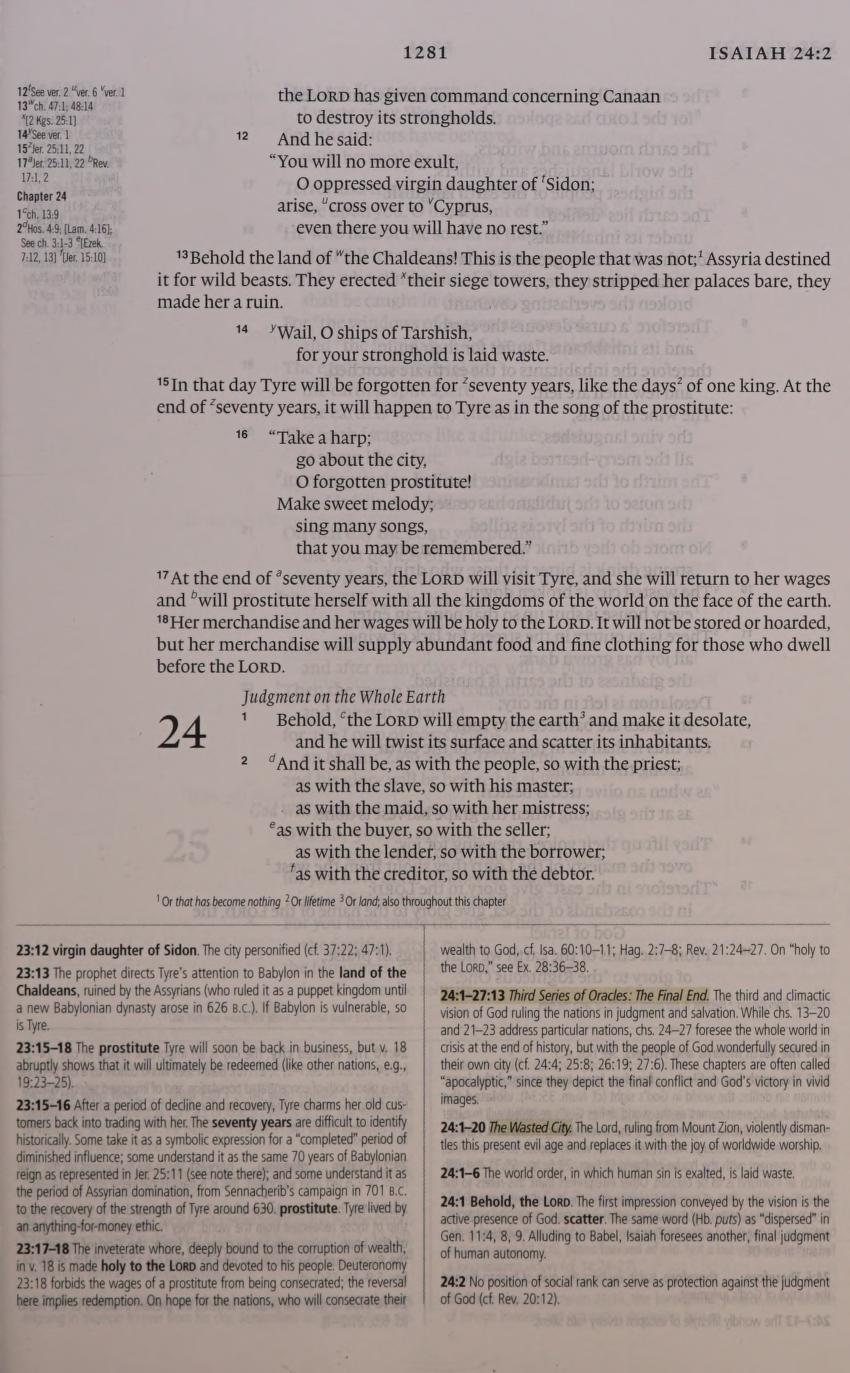 1281
ISAIAH 24:2
12ᵗSee ver. 2 ᵘver. 6 ᵛver. 1
13ʷch. 47:1; 48:14
ˣ[2 Kgs. 25:1]
14ʸSee ver. 1
15ᶻJer. 25:11, 22
17ᵃJer. 25:11, 22 ᵇRev.
17:1, 2
Chapter 24
1ᶜch. 13:9
2ᵈHos. 4:9; [Lam. 4:16];
See ch. 3:1-3 ᵉ[Ezek.
7:12, 13] ᶠ[Jer. 15:10]
the LORD has given command concerning Canaan
to destroy its strongholds.
12 And he said:
“You will no more exult,
O oppressed virgin daughter of ᵗSidon;
arise, ᵘcross over to ᵛCyprus,
even there you will have no rest.”
13 Behold the land of ʷthe Chaldeans! This is the people that was not;¹ Assyria destined
it for wild beasts. They erected ˣtheir siege towers, they stripped her palaces bare, they
made her a ruin.
14 ʸWail, O ships of Tarshish,
for your stronghold is laid waste.
15 In that day Tyre will be forgotten for ᶻseventy years, like the days² of one king. At the
end of ᶻseventy years, it will happen to Tyre as in the song of the prostitute:
16 “Take a harp;
go about the city,
O forgotten prostitute!
Make sweet melody;
sing many songs,
that you may be remembered.”
17 At the end of ᵃseventy years, the LORD will visit Tyre, and she will return to her wages
and ᵇwill prostitute herself with all the kingdoms of the world on the face of the earth.
18 Her merchandise and her wages will be holy to the LORD. It will not be stored or hoarded,
but her merchandise will supply abundant food and fine clothing for those who dwell
before the LORD.
Judgment on the Whole Earth
24
1 Behold, ᶜthe LORD will empty the earth³ and make it desolate,
and he will twist its surface and scatter its inhabitants.
2 ᵈAnd it shall be, as with the people, so with the priest;
as with the slave, so with his master;
as with the maid, so with her mistress;
ᵉas with the buyer, so with the seller;
as with the lender, so with the borrower;
ᶠas with the creditor, so with the debtor.
¹ Or that has become nothing ² Or lifetime ³ Or land; also throughout this chapter
23:12 virgin daughter of Sidon. The city personified (cf. 37:22; 47:1).
23:13 The prophet directs Tyre’s attention to Babylon in the land of the
Chaldeans, ruined by the Assyrians (who ruled it as a puppet kingdom until
a new Babylonian dynasty arose in 626 B.C.). If Babylon is vulnerable, so
is Tyre.
23:15–18 The prostitute Tyre will soon be back in business, but v. 18
abruptly shows that it will ultimately be redeemed (like other nations, e.g.,
19:23–25).
23:15–16 After a period of decline and recovery, Tyre charms her old cus-
tomers back into trading with her. The seventy years are difficult to identify
historically. Some take it as a symbolic expression for a “completed” period of
diminished influence; some understand it as the same 70 years of Babylonian
reign as represented in Jer. 25:11 (see note there); and some understand it as
the period of Assyrian domination, from Sennacherib’s campaign in 701 B.C.
to the recovery of the strength of Tyre around 630. prostitute. Tyre lived by
an anything-for-money ethic.
23:17–18 The inveterate whore, deeply bound to the corruption of wealth,
in v. 18 is made holy to the LORD and devoted to his people. Deuteronomy
23:18 forbids the wages of a prostitute from being consecrated; the reversal
here implies redemption. On hope for the nations, who will consecrate their
wealth to God, cf. Isa. 60:10–11; Hag. 2:7–8; Rev. 21:24–27. On “holy to
the LORD,” see Ex. 28:36–38.
24:1–27:13 Third Series of Oracles: The Final End. The third and climactic
vision of God ruling the nations in judgment and salvation. While chs. 13–20
and 21–23 address particular nations, chs. 24–27 foresee the whole world in
crisis at the end of history, but with the people of God wonderfully secured in
their own city (cf. 24:4; 25:8; 26:19; 27:6). These chapters are often called
“apocalyptic,” since they depict the final conflict and God’s victory in vivid
images.
24:1–20 The Wasted City. The Lord, ruling from Mount Zion, violently disman-
tles this present evil age and replaces it with the joy of worldwide worship.
24:1–6 The world order, in which human sin is exalted, is laid waste.
24:1 Behold, the LORD. The first impression conveyed by the vision is the
active presence of God. scatter. The same word (Hb. puts) as “dispersed” in
Gen. 11:4, 8, 9. Alluding to Babel, Isaiah foresees another, final judgment
of human autonomy.
24:2 No position of social rank can serve as protection against the judgment
of God (cf. Rev. 20:12).